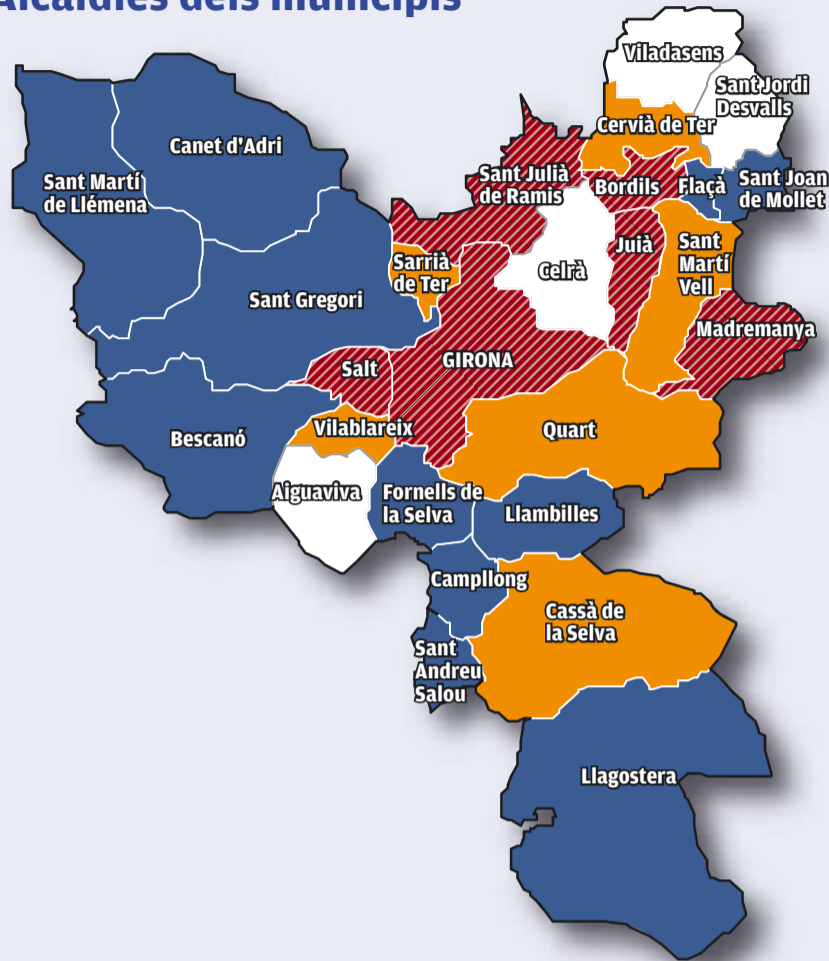 Alcaldies dels municipis
Viladasens
Sant Jordi
Desvalls
Cervià de Ter
Canet d'Adri
Sant Martí
de Llémena
Sant Julià
de Ramis
Bordils
Flaçà
Sant Joan
de Mollet
Sarrià
de Ter
Celrà
Juià
Sant
Martí
Vell
Sant Gregori
Madremanya
Salt
GIRONA
Bescanó
Vilablareix
Quart
Aiguaviva
Fornells de
la Selva
Llambilles
Campllong
Cassà de
la Selva
Sant
Andreu
Salou
Llagostera